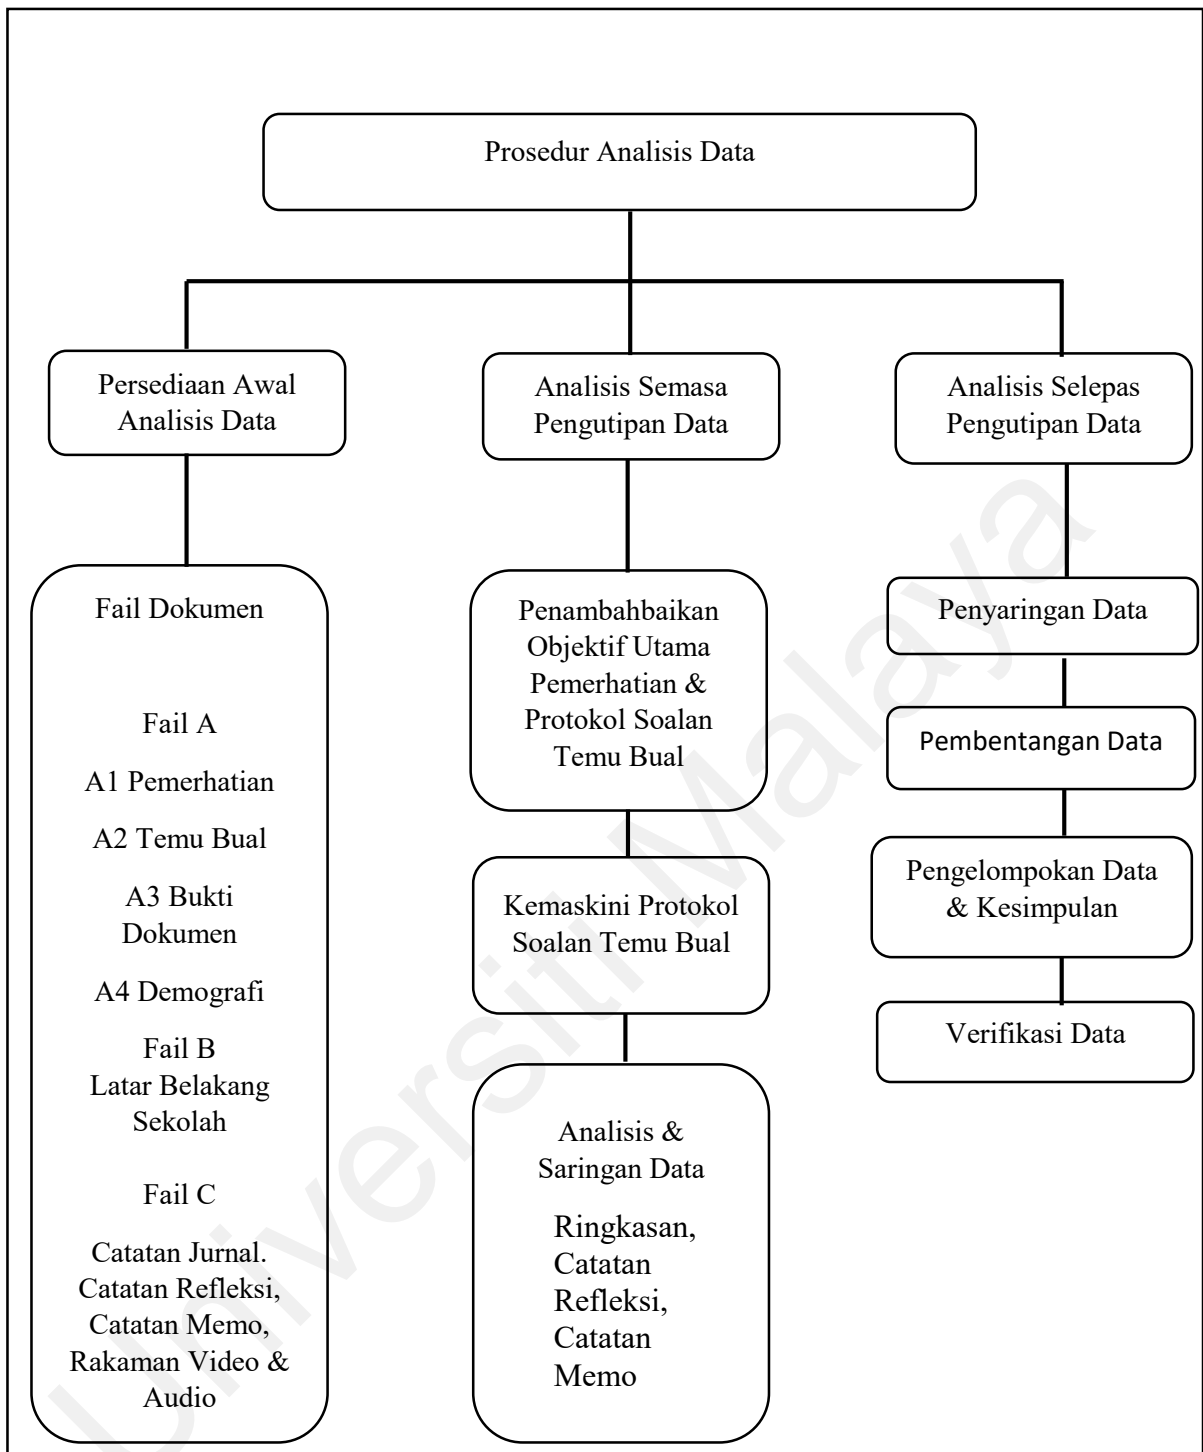 Prosedur Analisis Data
Persediaan Awal
Analisis Data
Analisis Semasa
Pengutipan Data
Analisis Selepas
Pengutipan Data
Fail Dokumen
Fail A
A1 Pemerhatian
A2 Temu Bual
A3 Bukti
Dokumen
A4 Demografi
Fail B
Latar Belakang
Sekolah
Fail C
Catatan Jurnal.
Catatan Refleksi,
Catatan Memo,
Rakaman Video &
Audio
Penambahbaikan
Objektif Utama
Pemerhatian &
Protokol Soalan
Temu Bual
Kemaskini Protokol
Soalan Temu Bual
Analisis &
Saringan Data
Ringkasan,
Catatan
Refleksi,
Catatan
Memo
Penyaringan Data
Pembentangan Data
Pengelompokan Data
& Kesimpulan
Verifikasi Data
Universiti Malaya